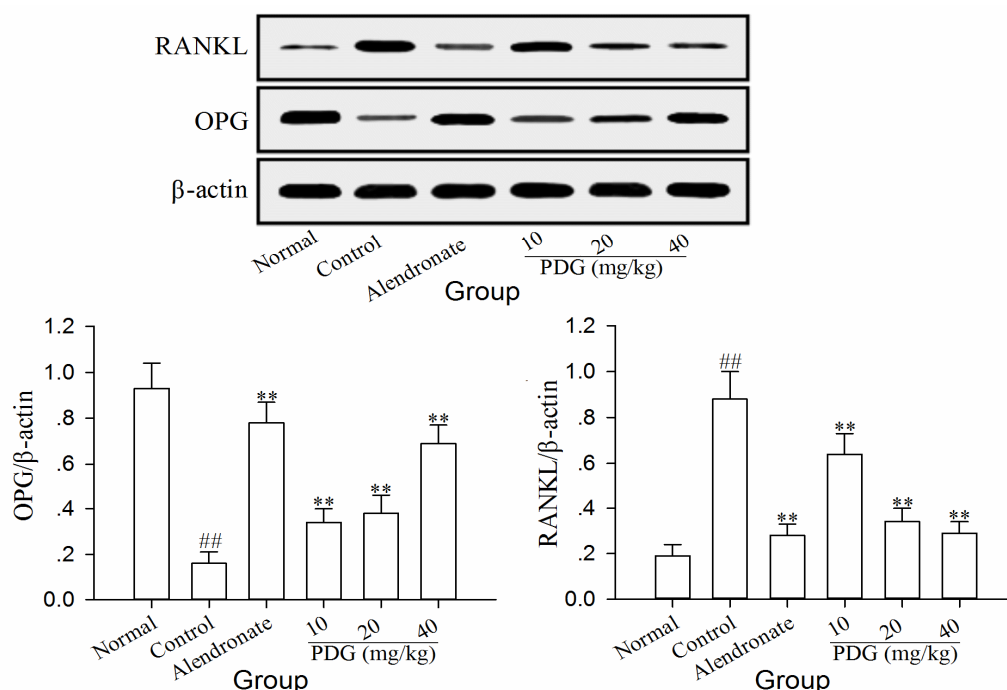 RANKL
OPG
β-actin
Normal
Control
Alendronate
10
20
40
PDG (mg/kg)
Group
OPG/β-actin
1.2
1.0
.8
.6
.4
.2
0.0
##
**
**
**
**
Normal
Control
Alendronate
10
20
40
PDG (mg/kg)
Group
RANKL/β-actin
1.2
1.0
.8
.6
.4
.2
0.0
##
**
**
**
**
Normal
Control
Alendronate
10
20
40
PDG (mg/kg)
Group